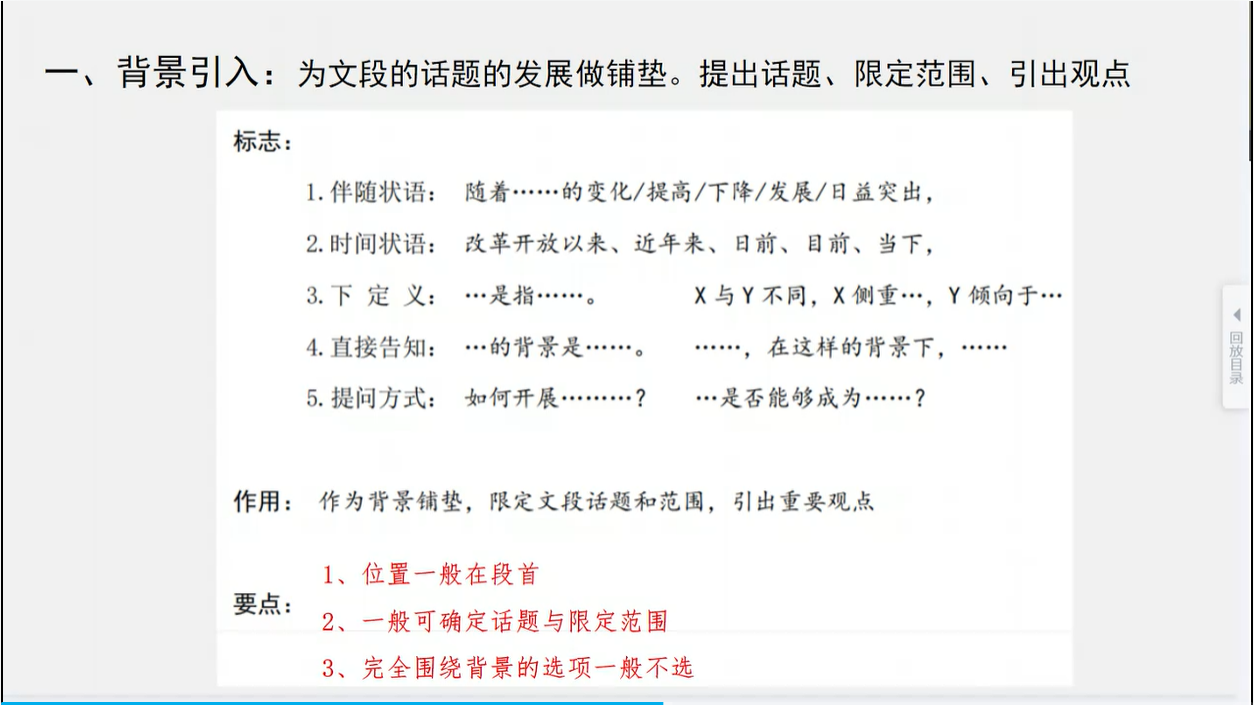 一、背景引入：为文段的话题的发展做铺垫。提出话题、限定范围、引出观点
标志：
1.伴随状语： 随着……的变化/提高/下降/发展/日益突出，
2.时间状语： 改革开放以来、近年来、日前、目前、当下，
3.下 定 义： …是指……。 X与Y不同，X侧重…，Y倾向于…
4.直接告知： …的背景是……。 ……，在这样的背景下，……
5.提问方式： 如何开展………？ …是否能够成为……？
作用： 作为背景铺垫，限定文段话题和范围，引出重要观点
要点：
1、位置一般在段首
2、一般可确定话题与限定范围
3、完全围绕背景的选项一般不选
回放目录